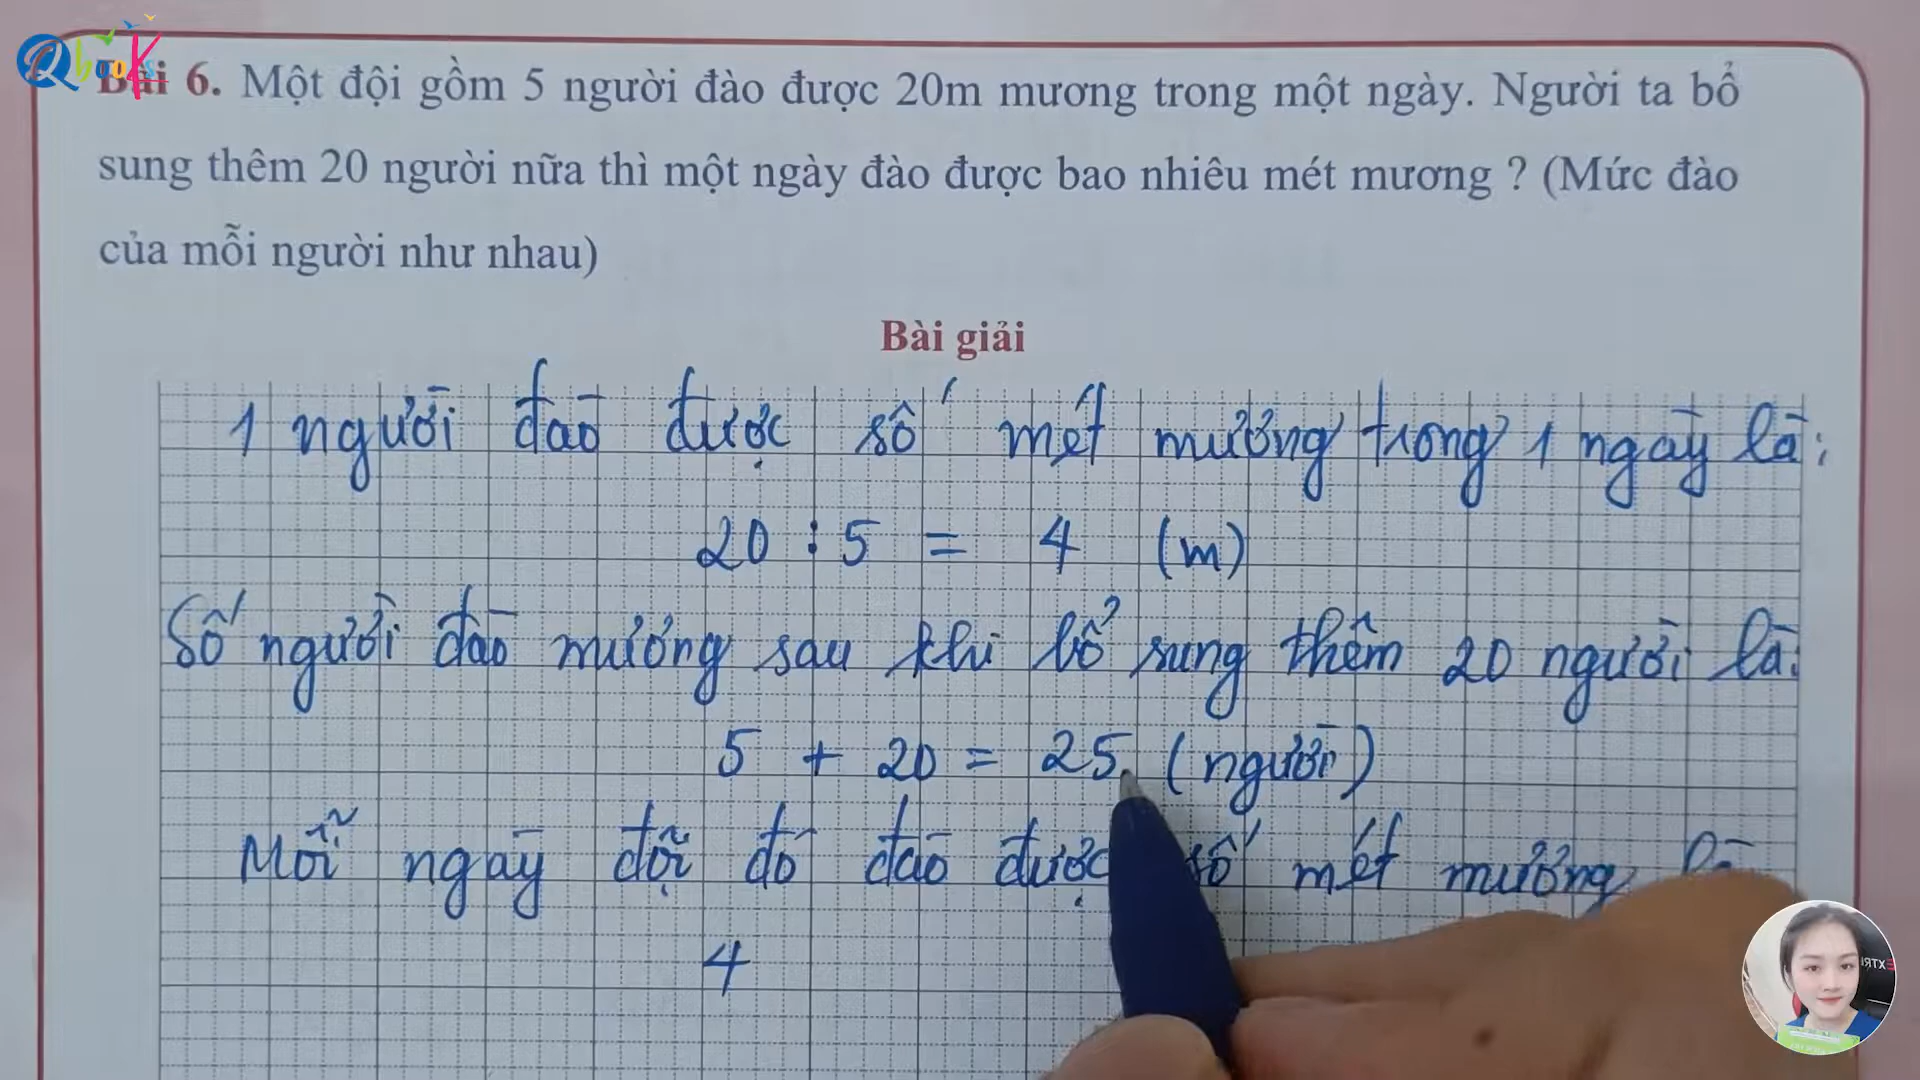 Qbooks
Bài 6. Một đội gồm 5 người đào được 20m mương trong một ngày. Người ta bổ
sung thêm 20 người nữa thì một ngày đào được bao nhiêu mét mương ? (Mức đào
của mỗi người như nhau)
Bài giải
1 người đào được số mét mương trong 1 ngày là:
20 : 5 = 4 (m)
Số người đào mương sau khi bổ sung thêm 20 người là:
5 + 20 = 25 (người)
Mỗi ngày đội đó đào được số mét mương là
4